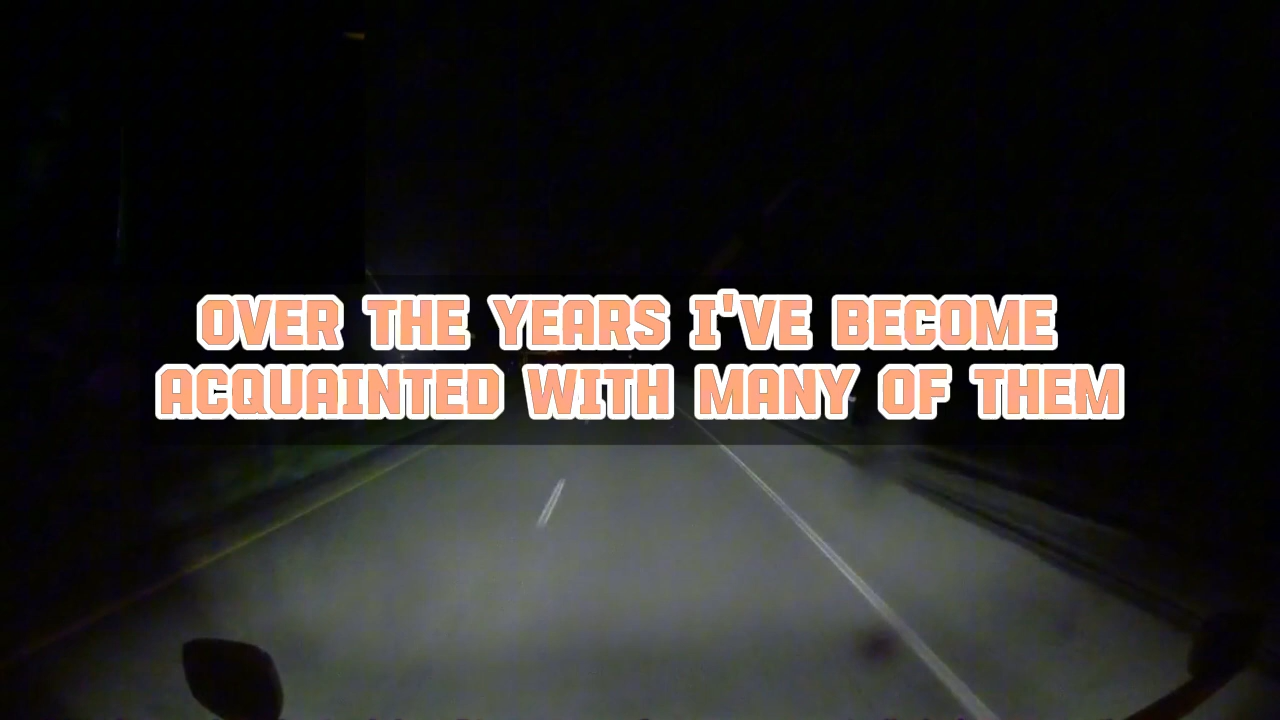 OVER THE YEARS I'VE BECOME
ACQUAINTED WITH MANY OF THEM